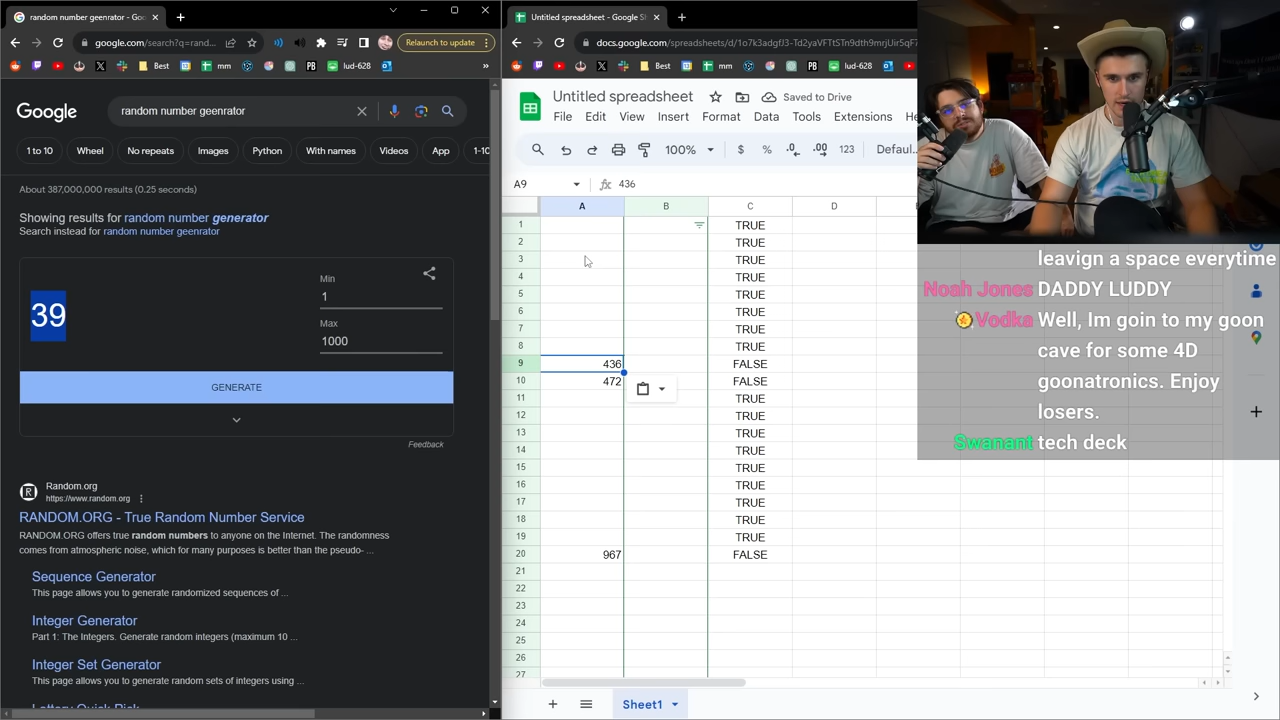 random number geenrator - Goo
google.com/search?q=rand...
Relaunch to update
Best
mm
PB
lud-628
»
Google
random number geenrator
1 to 10
Wheel
No repeats
Images
Python
With names
Videos
App
1-10
About 387,000,000 results (0.25 seconds)
Showing results for random number generator
Search instead for random number geenrator
39
Min
1
Max
1000
GENERATE
Feedback
Random.org
https://www.random.org
RANDOM.ORG - True Random Number Service
RANDOM.ORG offers true random numbers to anyone on the Internet. The randomness
comes from atmospheric noise, which for many purposes is better than the pseudo- ...
Sequence Generator
This page allows you to generate randomized sequences of ...
Integer Generator
Part 1: The Integers. Generate random integers (maximum 10 ...
Integer Set Generator
This page allows you to generate random sets of integers using ...
Lottery Quick Pick
Untitled spreadsheet - Google S
Best
mm
PB
lud-628
Untitled spreadsheet
Saved to Drive
File
Edit
View
Insert
Format
Data
Tools
Extensions
He
100%
$
%
.0
.00
123
Defaul...
A9
fx
436
A
B
C
D
1
TRUE
2
TRUE
3
TRUE
4
TRUE
5
TRUE
6
TRUE
7
TRUE
8
TRUE
9
436
FALSE
10
472
FALSE
11
TRUE
12
TRUE
13
TRUE
14
TRUE
15
TRUE
16
TRUE
17
TRUE
18
TRUE
19
TRUE
20
967
FALSE
21
22
23
24
25
26
27
Sheet1
leavign a space everytime
Noah Jones DADDY LUDDY
Vodka Well, Im goin to my goon
cave for some 4D
goonatronics. Enjoy
losers.
Swanant tech deck